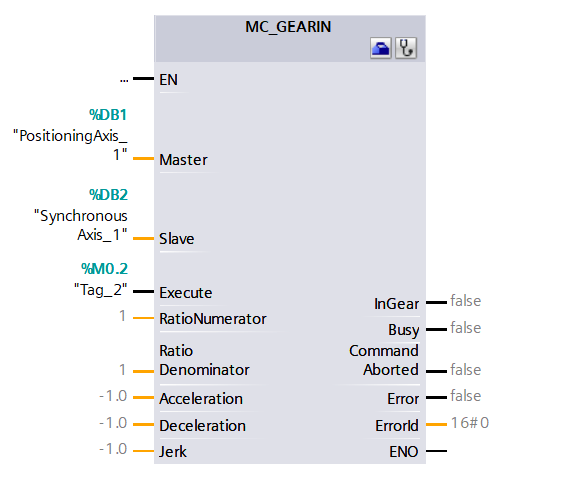 MC_GEARIN
...
EN
%DB1
"PositioningAxis_
1"
Master
%DB2
"Synchronous
Axis_1"
Slave
%M0.2
"Tag_2"
Execute
InGear
false
1
RatioNumerator
Busy
false
Ratio
Denominator
1
Command
Aborted
false
-1.0
Acceleration
Error
false
-1.0
Deceleration
ErrorId
16#0
-1.0
Jerk
ENO